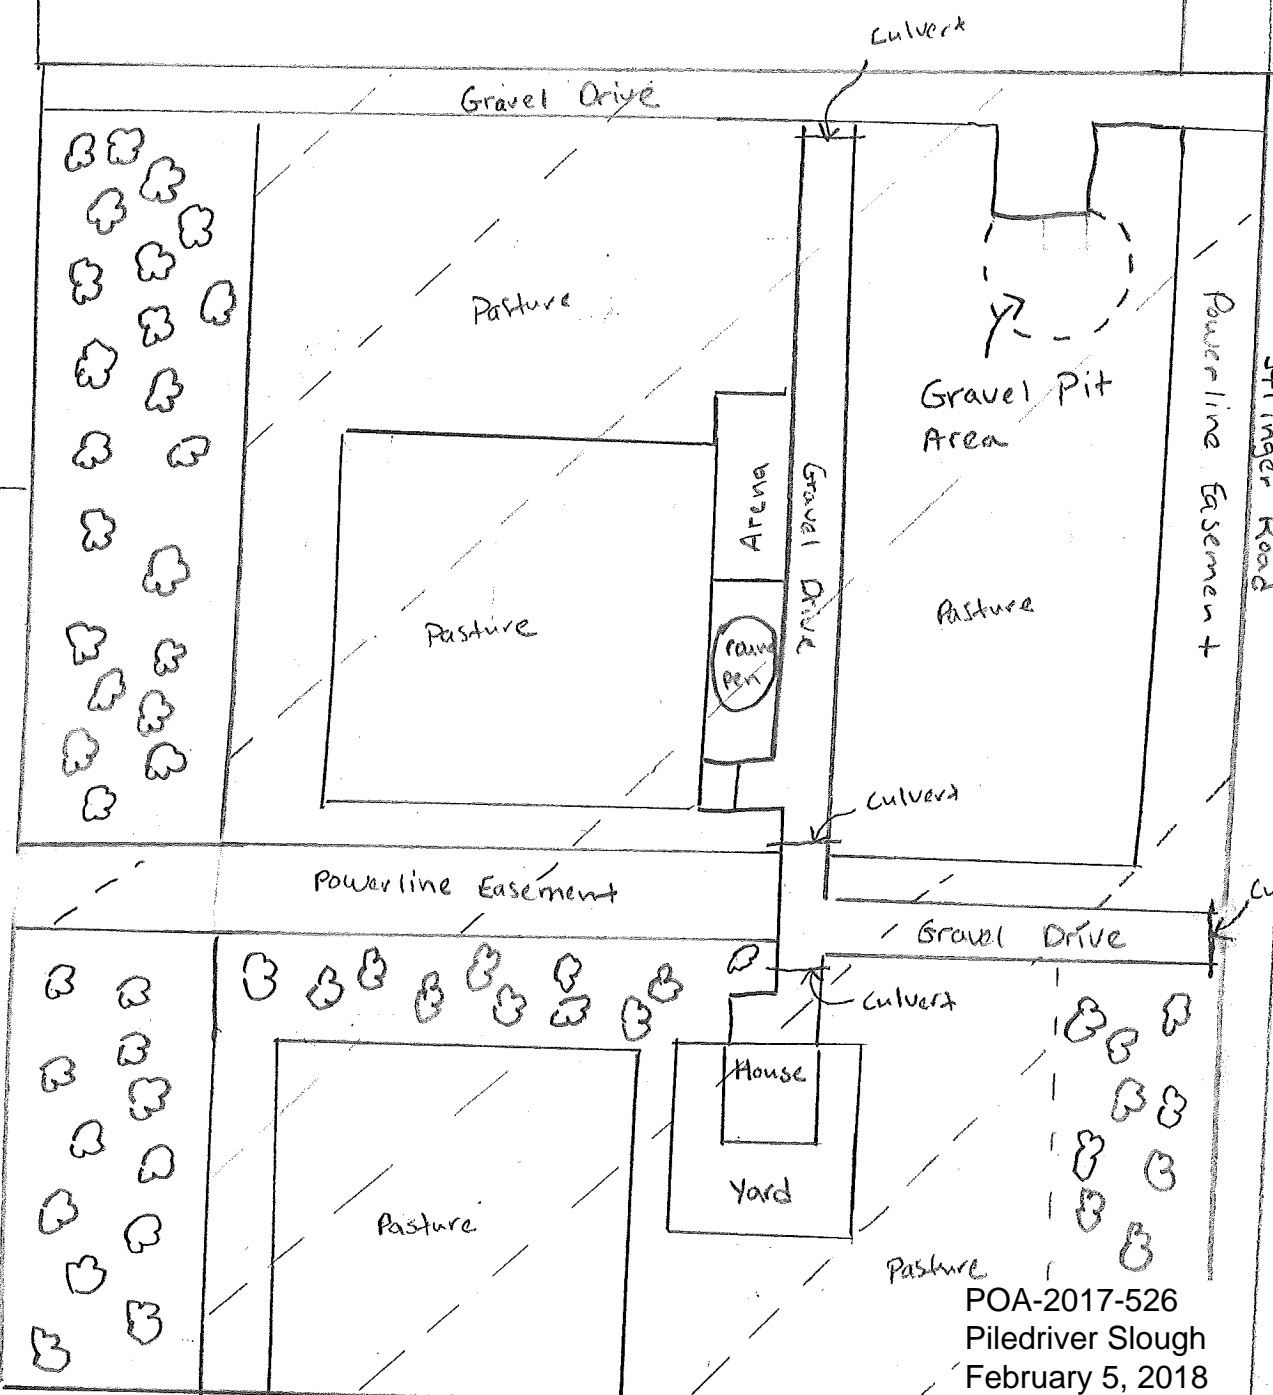 Culvert
Gravel Drive
Pasture
Gravel Pit
Area
Powerline Easement
Road
Arena
Gravel Drive
Pasture
round
pen
Pasture
Culvert
Powerline Easement
Gravel Drive
Culvert
House
Yard
Pasture
Pasture
POA-2017-526
Piledriver Slough
February 5, 2018